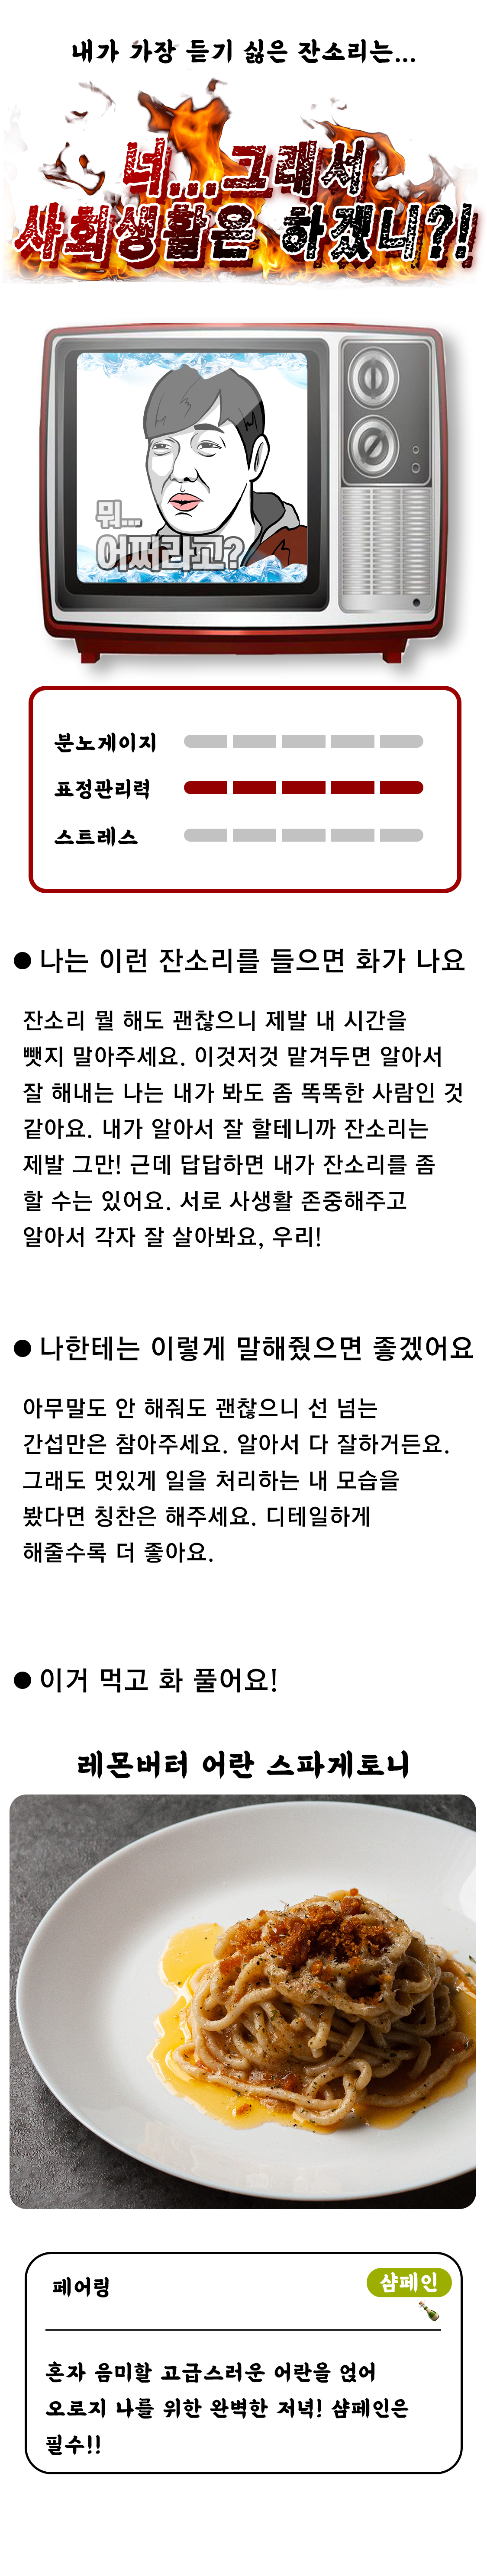 내가 가장 듣기 싫은 잔소리는...
너...그래서
사회생활은 하겠니?!
뭐...
어쩌라고?
분노게이지
표정관리력
스트레스
● 나는 이런 잔소리를 들으면 화가 나요
잔소리 뭘 해도 괜찮으니 제발 내 시간을
뺏지 말아주세요. 이것저것 맡겨두면 알아서
잘 해내는 나는 내가 봐도 좀 똑똑한 사람인 것
같아요. 내가 알아서 잘 할테니까 잔소리는
제발 그만! 근데 답답하면 내가 잔소리를 좀
할 수는 있어요. 서로 사생활 존중해주고
알아서 각자 잘 살아봐요, 우리!
● 나한테는 이렇게 말해줬으면 좋겠어요
아무말도 안 해줘도 괜찮으니 선 넘는
간섭만은 참아주세요. 알아서 다 잘하거든요.
그래도 멋있게 일을 처리하는 내 모습을
봤다면 칭찬은 해주세요. 디테일하게
해줄수록 더 좋아요.
● 이거 먹고 화 풀어요!
레몬버터 어란 스파게토니
페어링
샴페인
혼자 음미할 고급스러운 어란을 얹어
오로지 나를 위한 완벽한 저녁! 샴페인은
필수!!